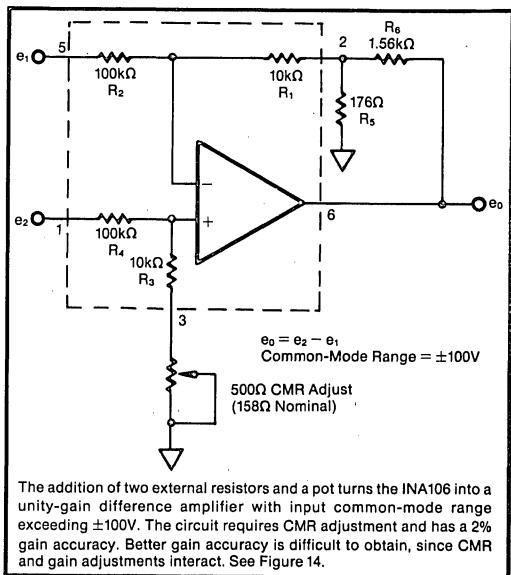 R6
1.56kΩ
2
e1
5
100kΩ
R2
10kΩ
R1
176Ω
R5
−
+
e0
6
e2
1
100kΩ
R4
10kΩ
R3
3
e0 = e2 − e1
Common-Mode Range = ±100V
500Ω CMR Adjust
(158Ω Nominal)
The addition of two external resistors and a pot turns the INA106 into a
unity-gain difference amplifier with input common-mode range
exceeding ±100V. The circuit requires CMR adjustment and has a 2%
gain accuracy. Better gain accuracy is difficult to obtain, since CMR
and gain adjustments interact. See Figure 14.